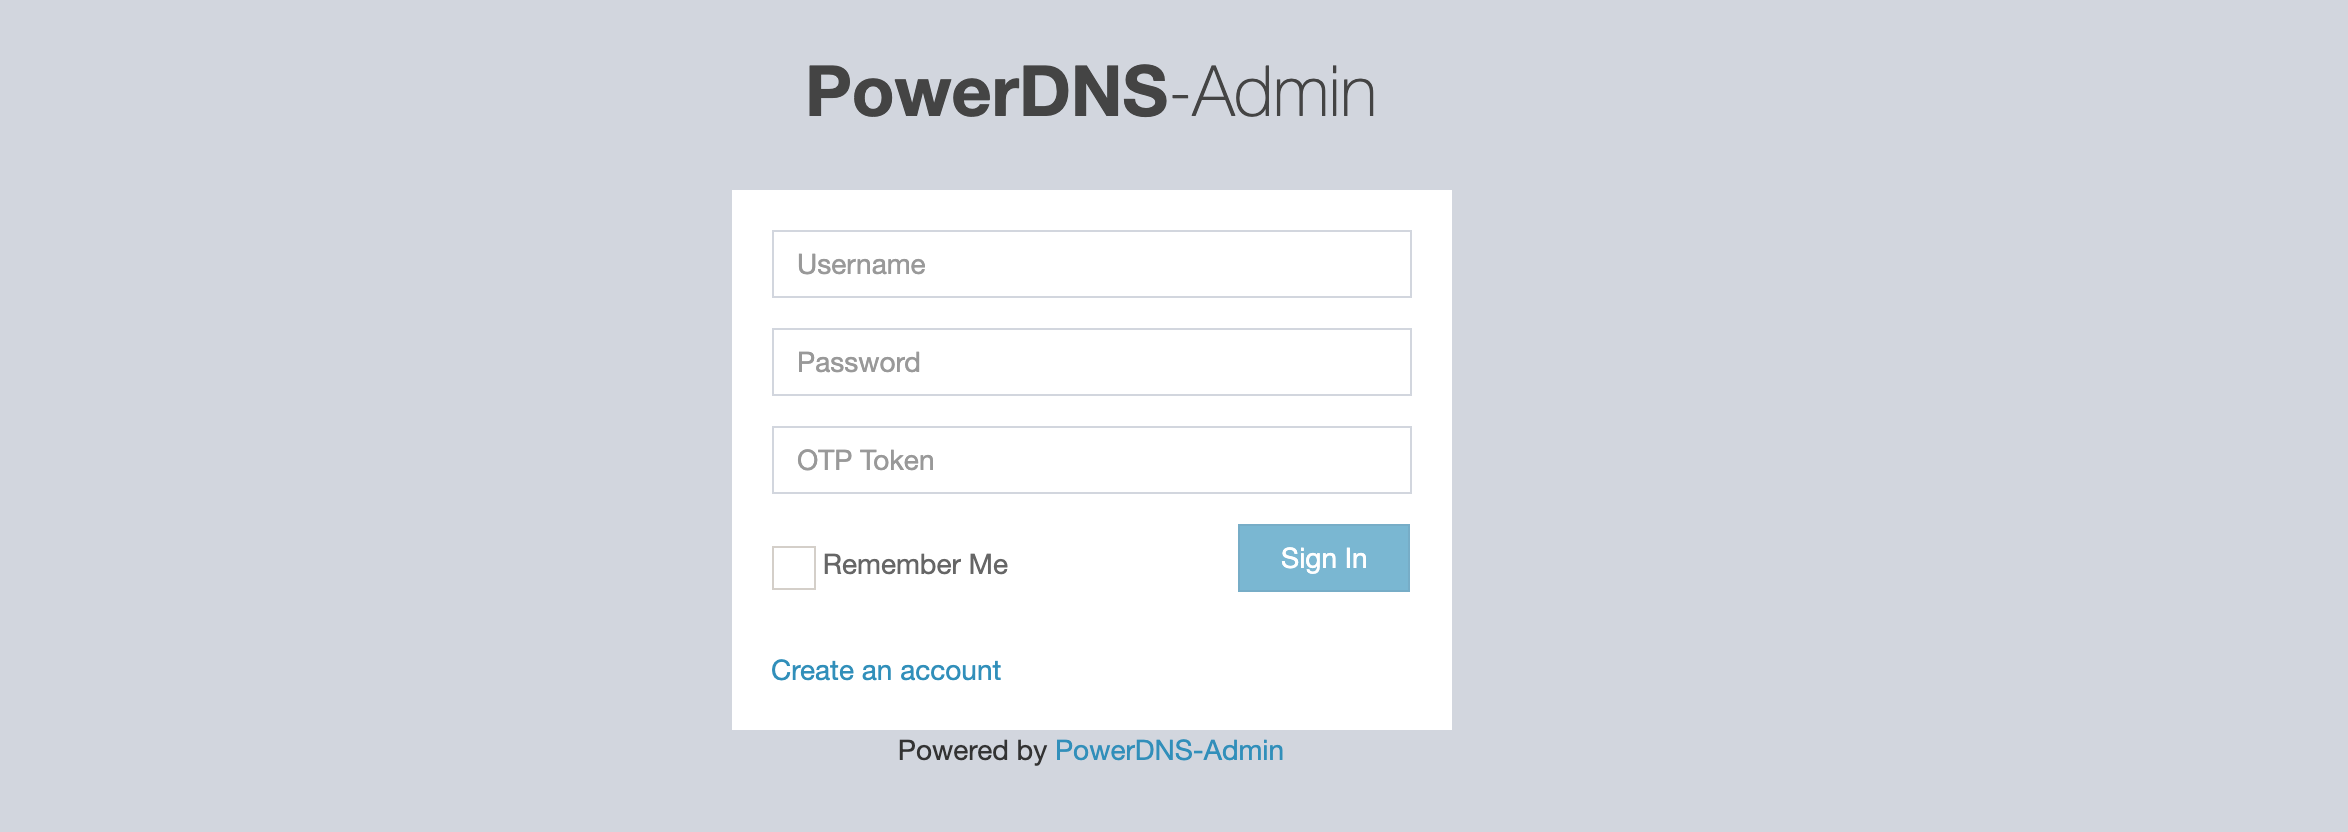 PowerDNS-Admin
Username
Password
OTP Token
Remember Me
Sign In
Create an account
Powered by PowerDNS-Admin